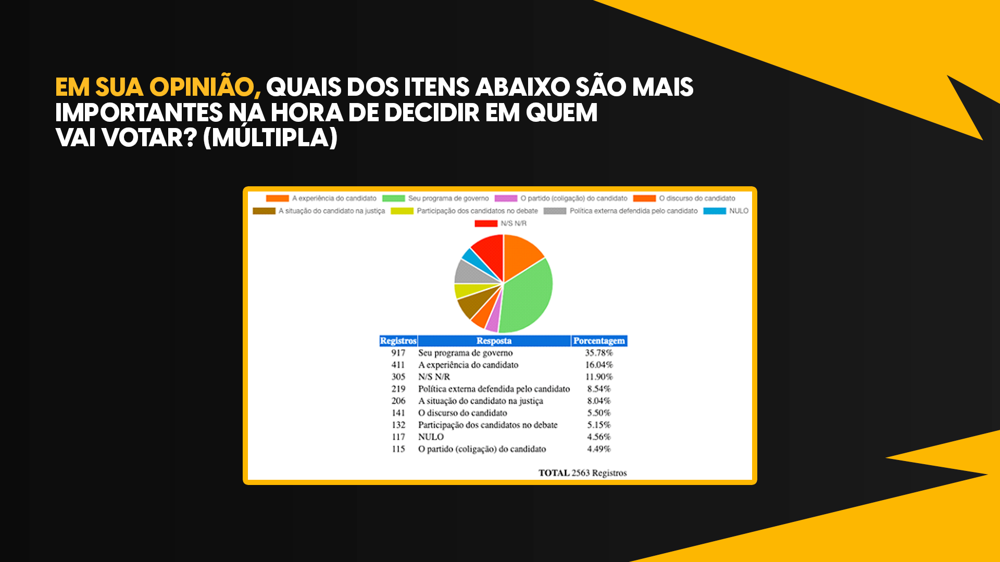 EM SUA OPINIÃO, QUAIS DOS ITENS ABAIXO SÃO MAIS
IMPORTANTES NA HORA DE DECIDIR EM QUEM
VAI VOTAR? (MÚLTIPLA)
A experiência do candidato Seu programa de governo O partido (coligação) do candidato O discurso do candidato
A situação do candidato na justiça Participação dos candidatos no debate Política externa defendida pelo candidato NULO
N/S N/R
Registros Resposta Porcentagem
917 Seu programa de governo 35.78%
411 A experiência do candidato 16.04%
305 N/S N/R 11.90%
219 Política externa defendida pelo candidato 8.54%
206 A situação do candidato na justiça 8.04%
141 O discurso do candidato 5.50%
132 Participação dos candidatos no debate 5.15%
117 NULO 4.56%
115 O partido (coligação) do candidato 4.49%
TOTAL 2563 Registros